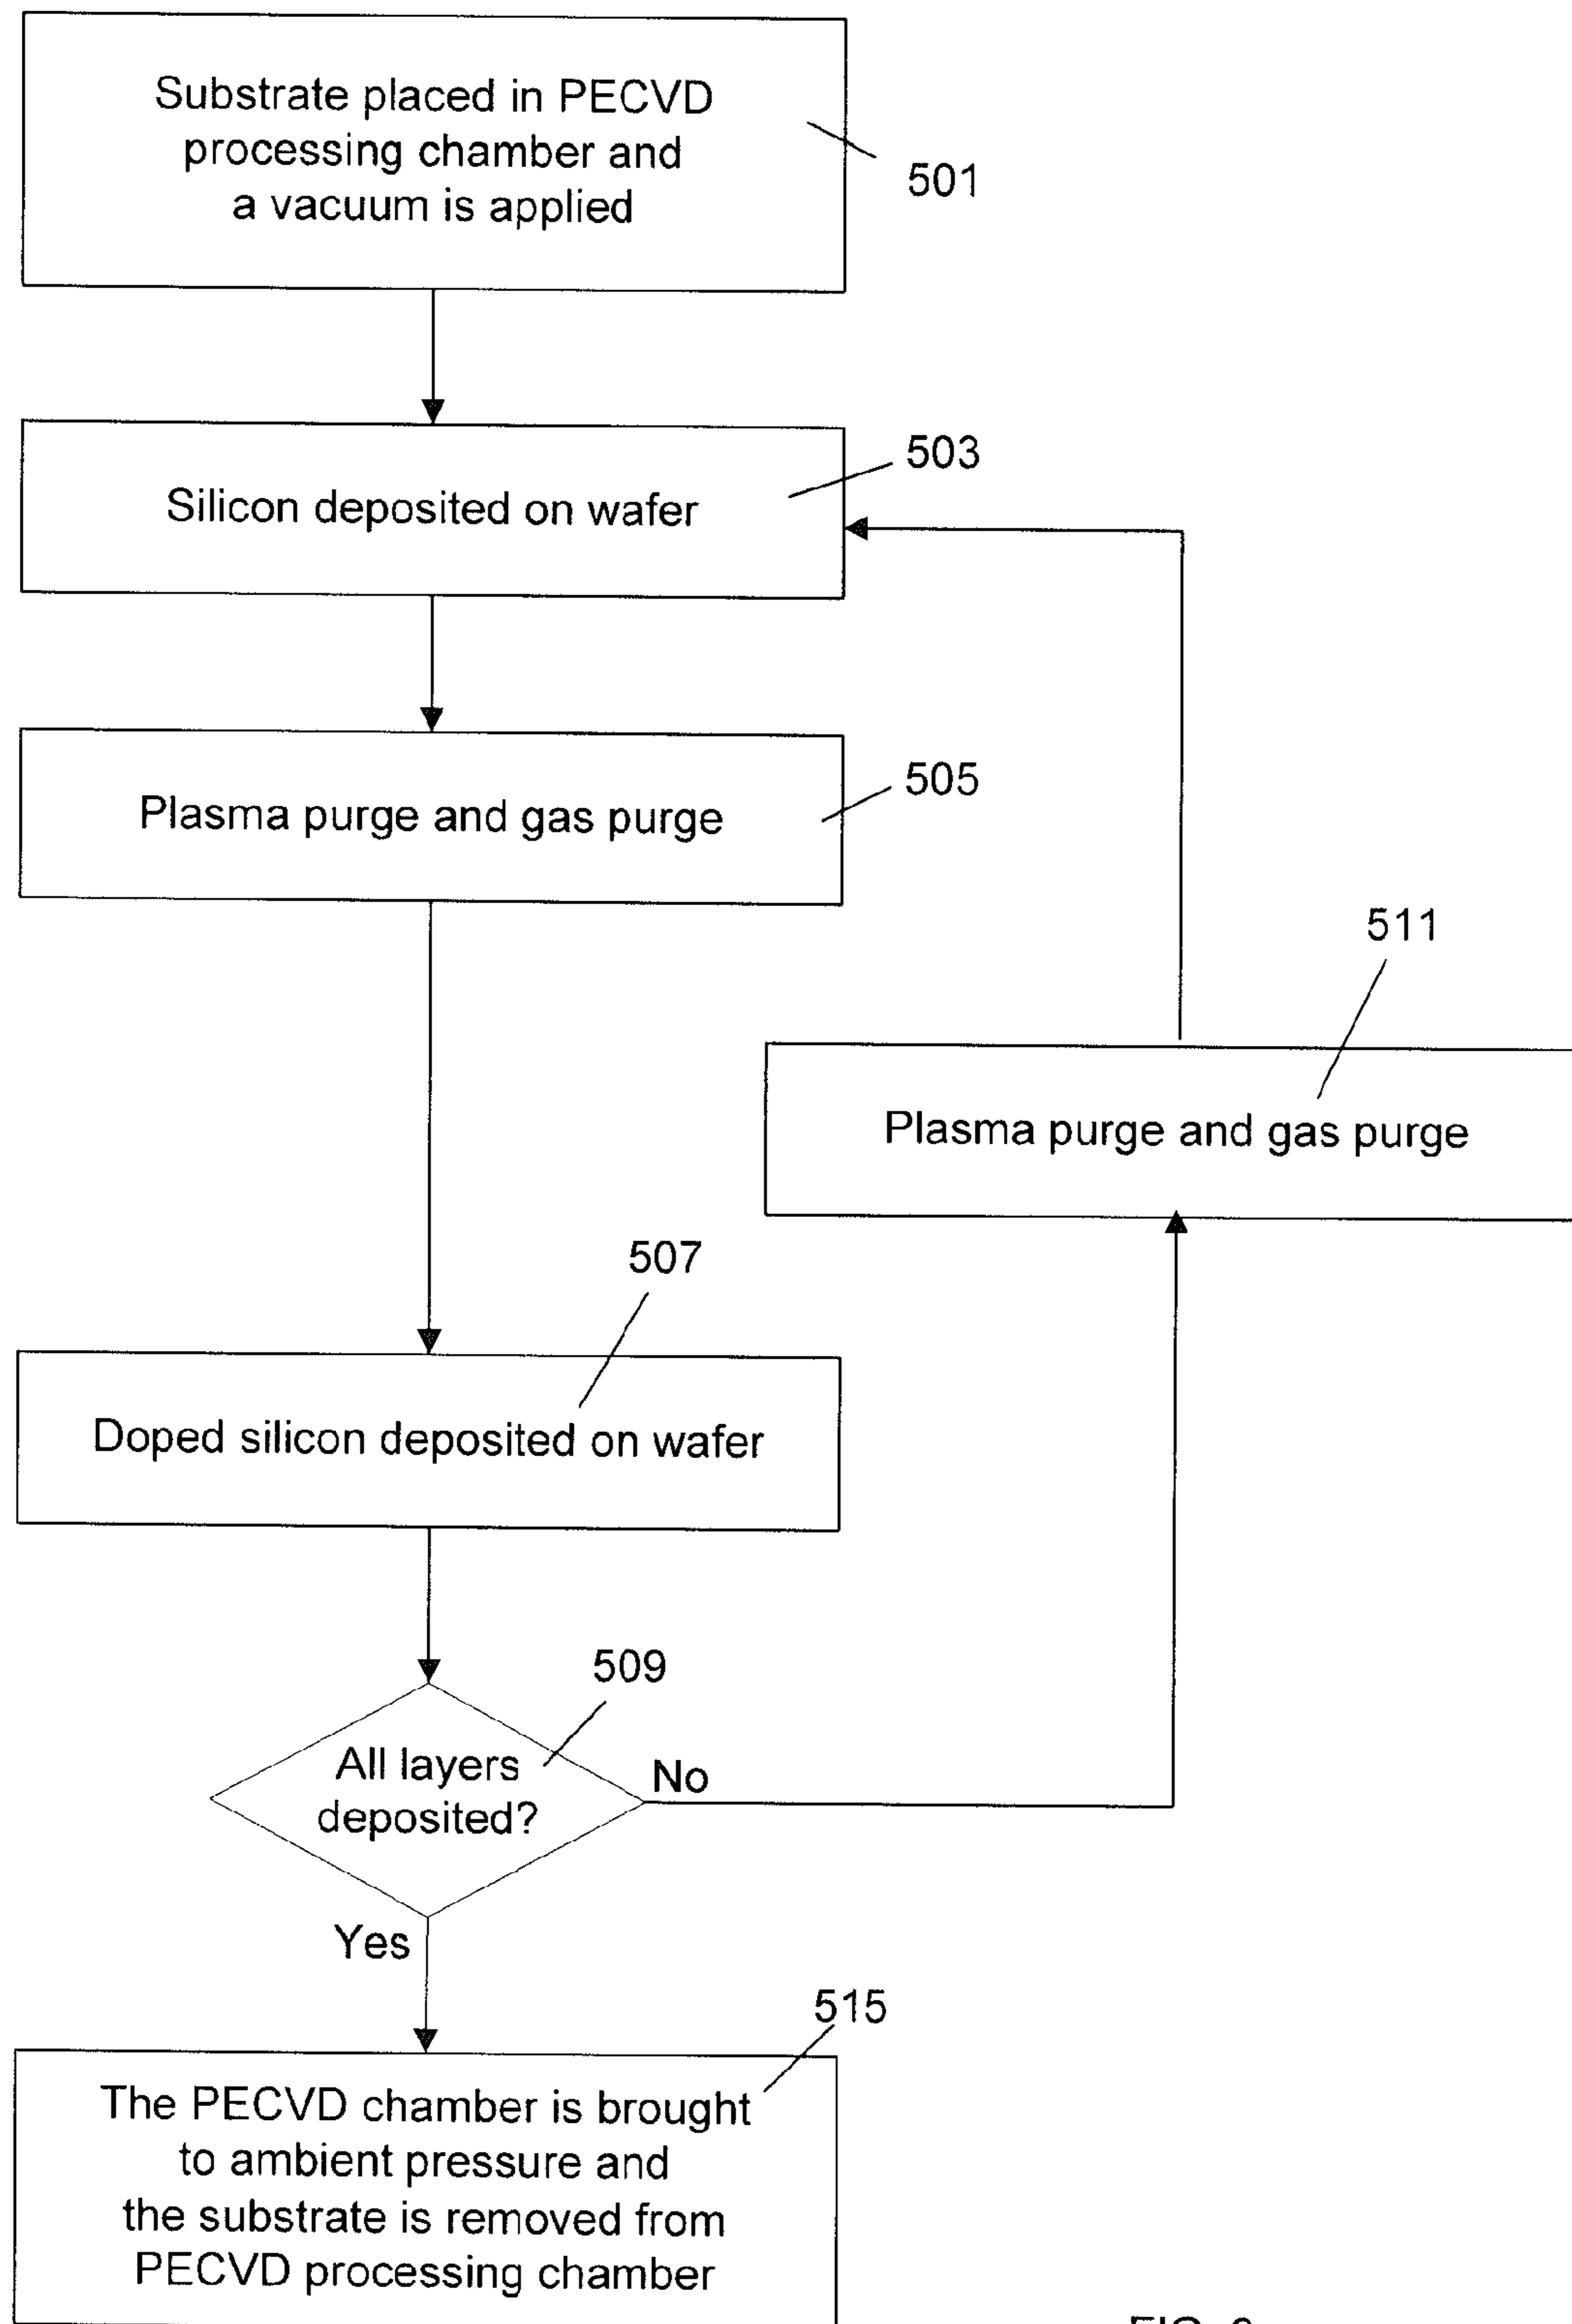 Substrate placed in PECVD
processing chamber and
a vacuum is applied
501
Silicon deposited on wafer
503
Plasma purge and gas purge
505
511
Plasma purge and gas purge
507
Doped silicon deposited on wafer
509
All layers
deposited?
No
Yes
515
The PECVD chamber is brought
to ambient pressure and
the substrate is removed from
PECVD processing chamber